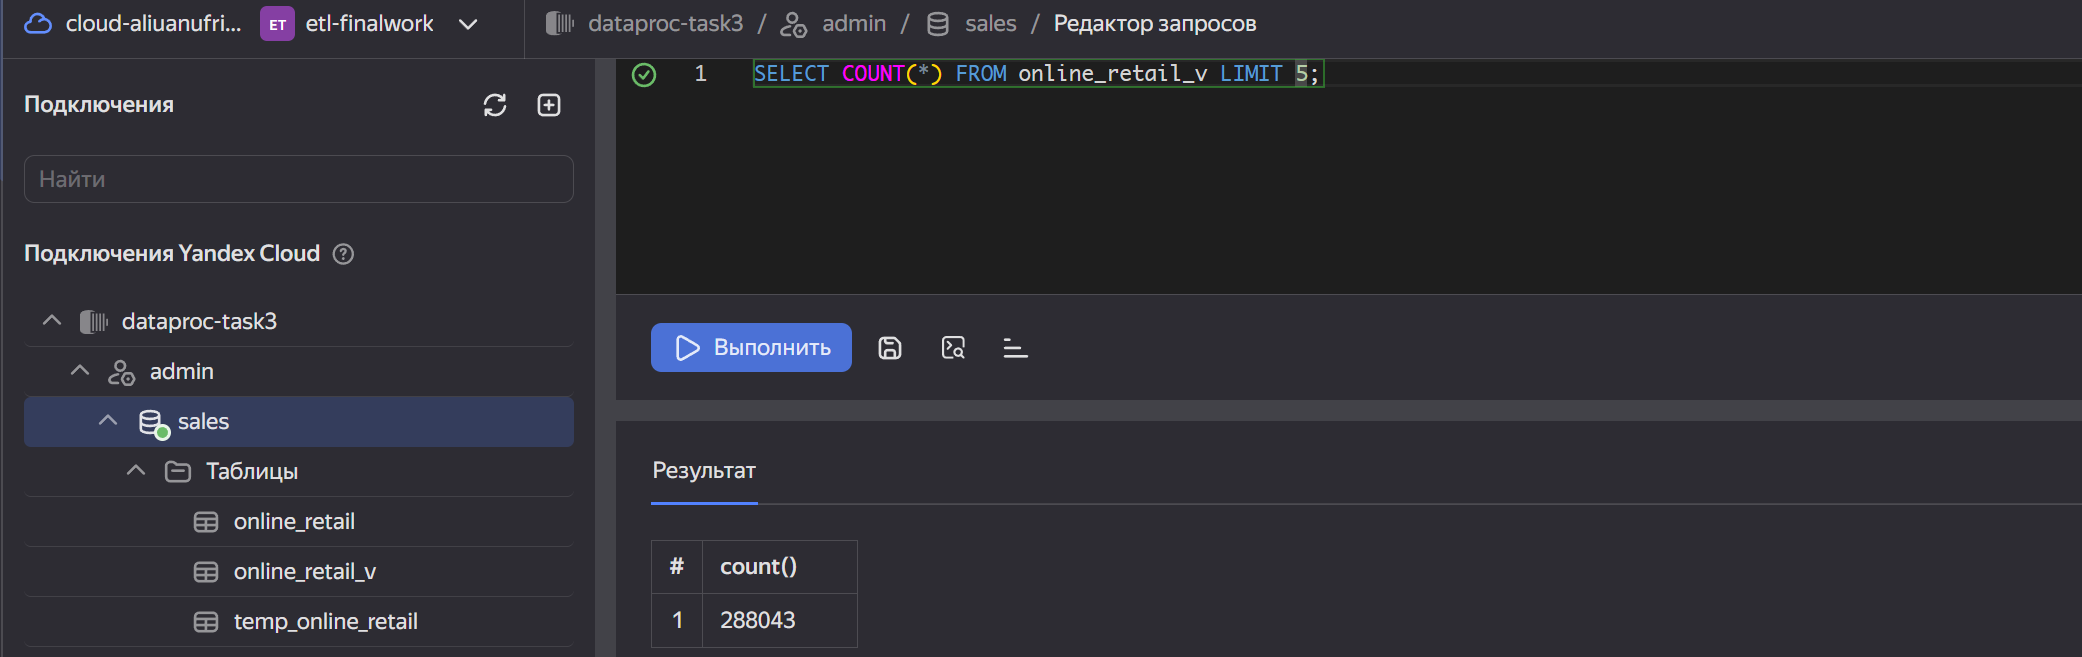 cloud-aliuanufri... ET etl-finalwork
dataproc-task3 / admin / sales / Редактор запросов
Подключения
Найти
Подключения Yandex Cloud ?
dataproc-task3
admin
sales
Таблицы
online_retail
online_retail_v
temp_online_retail
1 SELECT COUNT(*) FROM online_retail_v LIMIT 5;
Выполнить
Результат
# count()
1 288043